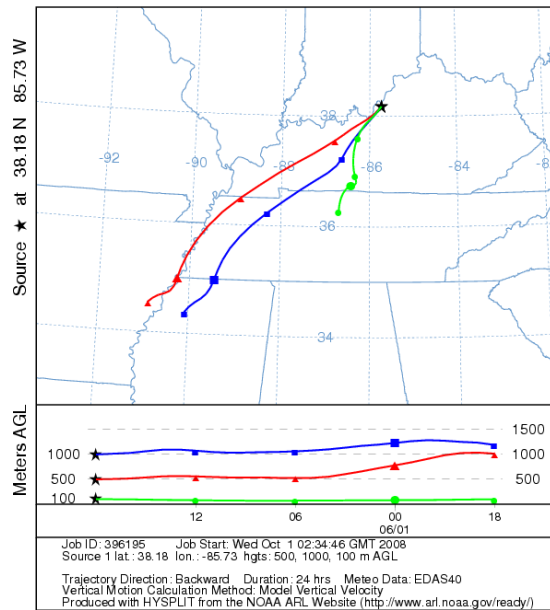 Source ★ at 38.18 N 85.73 W
-92
-90
-88
-86
-84
38
36
34
Meters AGL
1500
1000
1000
500
500
100
12
06
00
18
06/01
Job ID: 396195 Job Start: Wed Oct 1 02:34:46 GMT 2008
Source 1 lat.: 38.18 lon.: -85.73 hgts: 500, 1000, 100 m AGL
Trajectory Direction: Backward Duration: 24 hrs Meteo Data: EDAS40
Vertical Motion Calculation Method: Model Vertical Velocity
Produced with HYSPLIT from the NOAA ARL Website (http://www.arl.noaa.gov/ready/)